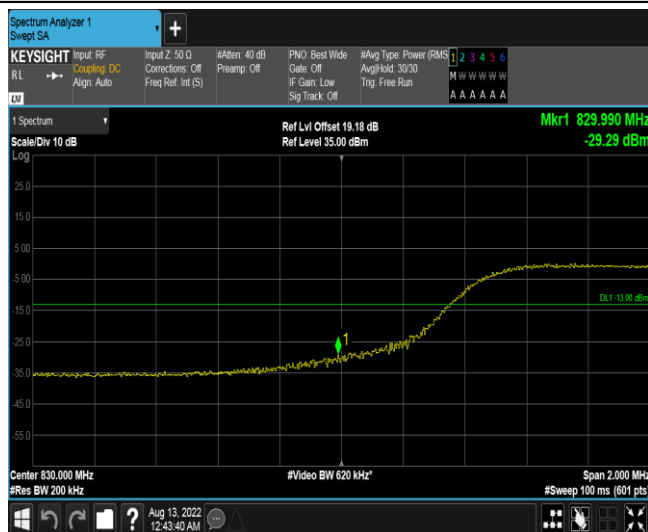 Spectrum Analyzer 1
Swept SA
+
KEYSIGHT
RL
LXI
Input: RF
Coupling: DC
Align: Auto
Input Z: 50 Ω
Corrections: Off
Freq Ref: Int (S)
#Atten: 40 dB
Preamp: Off
PNO: Best Wide
Gate: Off
IF Gain: Low
Sig Track: Off
#Avg Type: Power (RMS
Avg|Hold: 30/30
Trig: Free Run
1 2 3 4 5 6
M W W W W W
A A A A A A
1 Spectrum
Scale/Div 10 dB
Log
Ref Lvl Offset 19.18 dB
Ref Level 35.00 dBm
Mkr1 829.990 MHz
-29.29 dBm
25.0
15.0
5.00
-5.00
DL1 -13.00 dBm
-15.0
-25.0
1
-35.0
-45.0
-55.0
Center 830.000 MHz
#Res BW 200 kHz
#Video BW 620 kHz*
Span 2.000 MHz
#Sweep 100 ms (601 pts)
?
Aug 13, 2022
12:43:40 AM